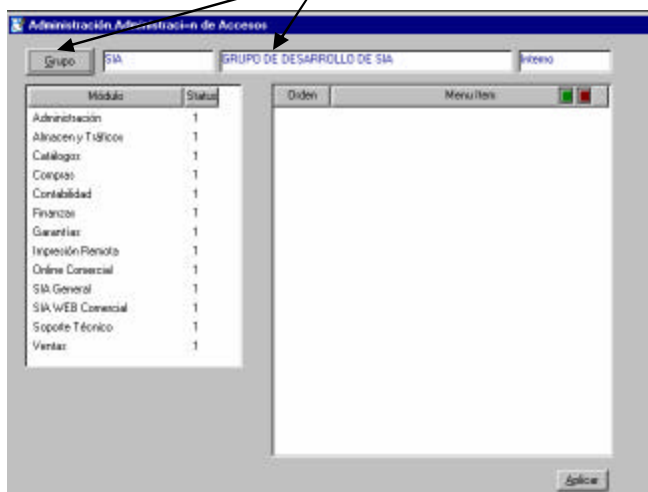 Administración.Administraci¬n de Accesos
Grupo SIA GRUPO DE DESARROLLO DE SIA Interno
Módulo Status Orden Menu Item
Administración 1
Almacen y Tráficos 1
Catálogos 1
Compras 1
Contabilidad 1
Finanzas 1
Garantías 1
Impresión Remota 1
Online Comercial 1
SIA General 1
SIA WEB Comercial 1
Soporte Técnico 1
Ventas 1
Aplicar